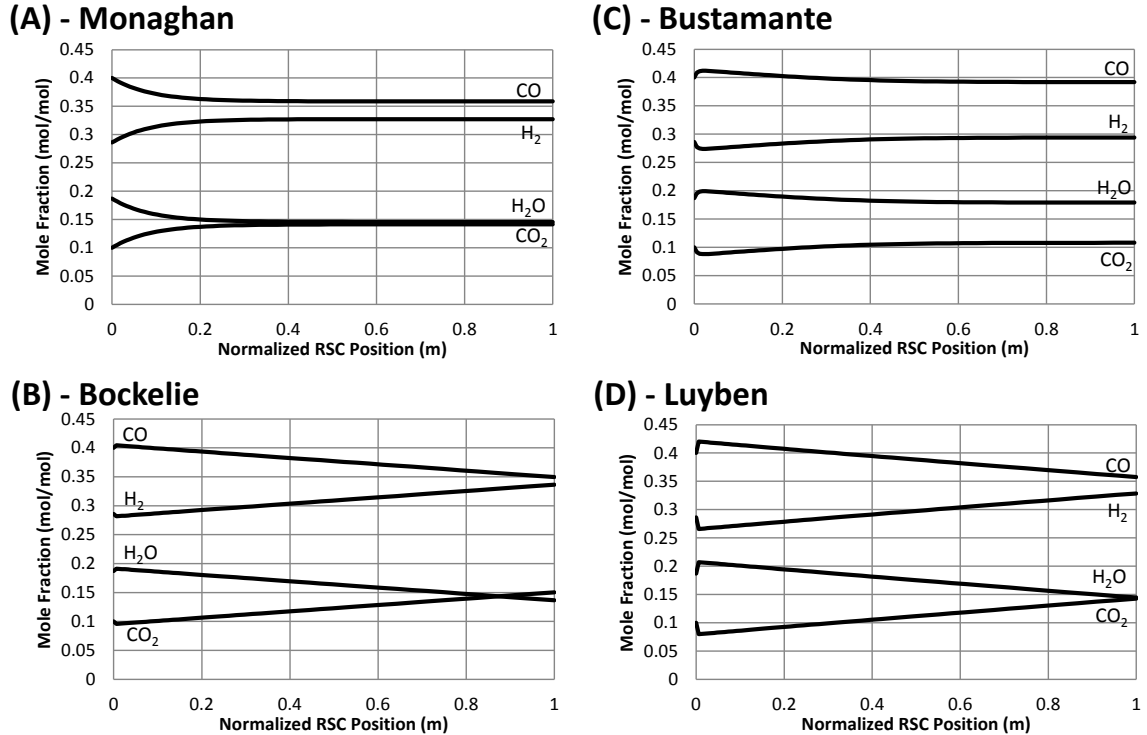 (A) - Monaghan
Mole Fraction (mol/mol)
0.45
0.4
0.35
0.3
0.25
0.2
0.15
0.1
0.05
0
CO
H₂
H₂O
CO₂
0 0.2 0.4 0.6 0.8 1
Normalized RSC Position (m)
(C) - Bustamante
Mole Fraction (mol/mol)
0.45
0.4
0.35
0.3
0.25
0.2
0.15
0.1
0.05
0
CO
H₂
H₂O
CO₂
0 0.2 0.4 0.6 0.8 1
Normalized RSC Position (m)
(B) - Bockelie
Mole Fraction (mol/mol)
0.45
0.4
0.35
0.3
0.25
0.2
0.15
0.1
0.05
0
CO
H₂
H₂O
CO₂
0 0.2 0.4 0.6 0.8 1
Normalized RSC Position (m)
(D) - Luyben
Mole Fraction (mol/mol)
0.45
0.4
0.35
0.3
0.25
0.2
0.15
0.1
0.05
0
CO
H₂
H₂O
CO₂
0 0.2 0.4 0.6 0.8 1
Normalized RSC Position (m)